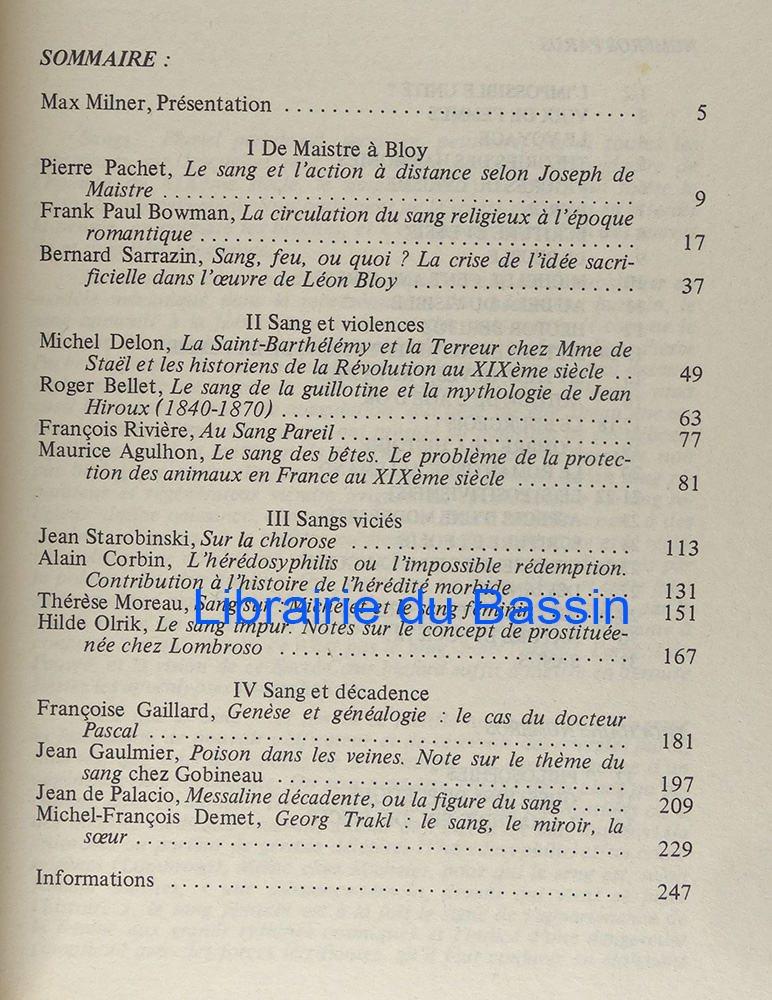 SOMMAIRE :
Max Milner, Présentation . . . . . . . . . . . . . . . . . . . . . . . . . . . . . . 5
I De Maistre à Bloy
Pierre Pachet, Le sang et l'action à distance selon Joseph de
Maistre . . . . . . . . . . . . . . . . . . . . . . . . . . . . . . . . . . . . . . . 9
Frank Paul Bowman, La circulation du sang religieux à l'époque
romantique . . . . . . . . . . . . . . . . . . . . . . . . . . . . . . . . . . . . 17
Bernard Sarrazin, Sang, feu, ou quoi ? La crise de l'idée sacri-
ficielle dans l'œuvre de Léon Bloy . . . . . . . . . . . . . . . . . . 37
II Sang et violences
Michel Delon, La Saint-Barthélémy et la Terreur chez Mme de
Staël et les historiens de la Révolution au XIXème siècle . . 49
Roger Bellet, Le sang de la guillotine et la mythologie de Jean
Hiroux (1840-1870) . . . . . . . . . . . . . . . . . . . . . . . . . . . . . 63
François Rivière, Au Sang Pareil . . . . . . . . . . . . . . . . . . . . . . . . 77
Maurice Agulhon, Le sang des bêtes. Le problème de la protec-
tion des animaux en France au XIXème siècle . . . . . . . . . . 81
III Sangs viciés
Jean Starobinski, Sur la chlorose . . . . . . . . . . . . . . . . . . . . . . . 113
Alain Corbin, L'hérédosyphilis ou l'impossible rédemption.
Contribution à l'histoire de l'hérédité morbide . . . . . . . . . 131
Thérèse Moreau, Sang sur : Michelet et le sang féminin . . . . . . . 151
Librairie du Bassin
Hilde Olrik, Le sang impur. Notes sur le concept de prostituée-
née chez Lombroso . . . . . . . . . . . . . . . . . . . . . . . . . . . . . 167
IV Sang et décadence
Françoise Gaillard, Genèse et généalogie : le cas du docteur
Pascal . . . . . . . . . . . . . . . . . . . . . . . . . . . . . . . . . . . . . . . . 181
Jean Gaulmier, Poison dans les veines. Note sur le thème du
sang chez Gobineau . . . . . . . . . . . . . . . . . . . . . . . . . . . . . 197
Jean de Palacio, Messaline décadente, ou la figure du sang . . . . . 209
Michel-François Demet, Georg Trakl : le sang, le miroir, la
sœur . . . . . . . . . . . . . . . . . . . . . . . . . . . . . . . . . . . . . . . . . 229
Informations . . . . . . . . . . . . . . . . . . . . . . . . . . . . . . . . . . . . . . 247